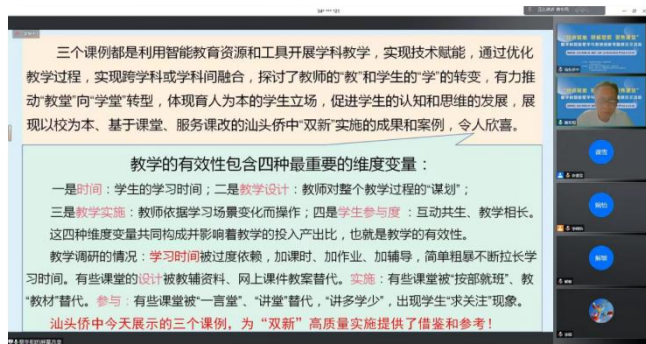 三个课例都是利用智能教育资源和工具开展学科教学，实现技术赋能，通过优化
教学过程，实现跨学科或学科间融合，探讨了教师的“教”和学生的“学”的转变，有力推
动“教堂”向“学堂”转型，体现育人为本的学生立场，促进学生的认知和思维的发展，展
现以校为本、基于课堂、服务课改的汕头侨中“双新”实施的成果和案例，令人欣喜。
教学的有效性包含四种最重要的维度变量：
一是时间：学生的学习时间；二是教学设计：教师对整个教学过程的“谋划”；
三是教学实施：教师依据学习场景变化而操作；四是学生参与度：互动共生、教学相长。
这四种维度变量共同构成并影响着教学的投入产出比，也就是教学的有效性。
教学调研的情况：学习时间被过度依赖，加课时、加作业、加辅导，简单粗暴不断拉长学
习时间。有些课堂的设计被教辅资料、网上课件教案替代。实施：有些课堂被“按部就班”、教
“教材”替代。参与：有些课堂被“一言堂”、“讲堂”替代，“讲多学少”，出现学生“求关注”现象。
汕头侨中今天展示的三个课例，为“双新”高质量实施提供了借鉴和参考！